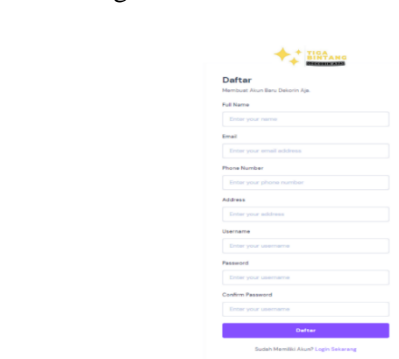 TIGA
BINTANG
Daftar
Membuat Akun Baru Dekorin Aja.
Full Name
Enter your name
Email
Enter your email address
Phone Number
Enter your phone number
Address
Enter your address
Username
Enter your username
Password
Enter your username
Confirm Password
Enter your username
Daftar
Sudah Memiliki Akun? Login Sekarang